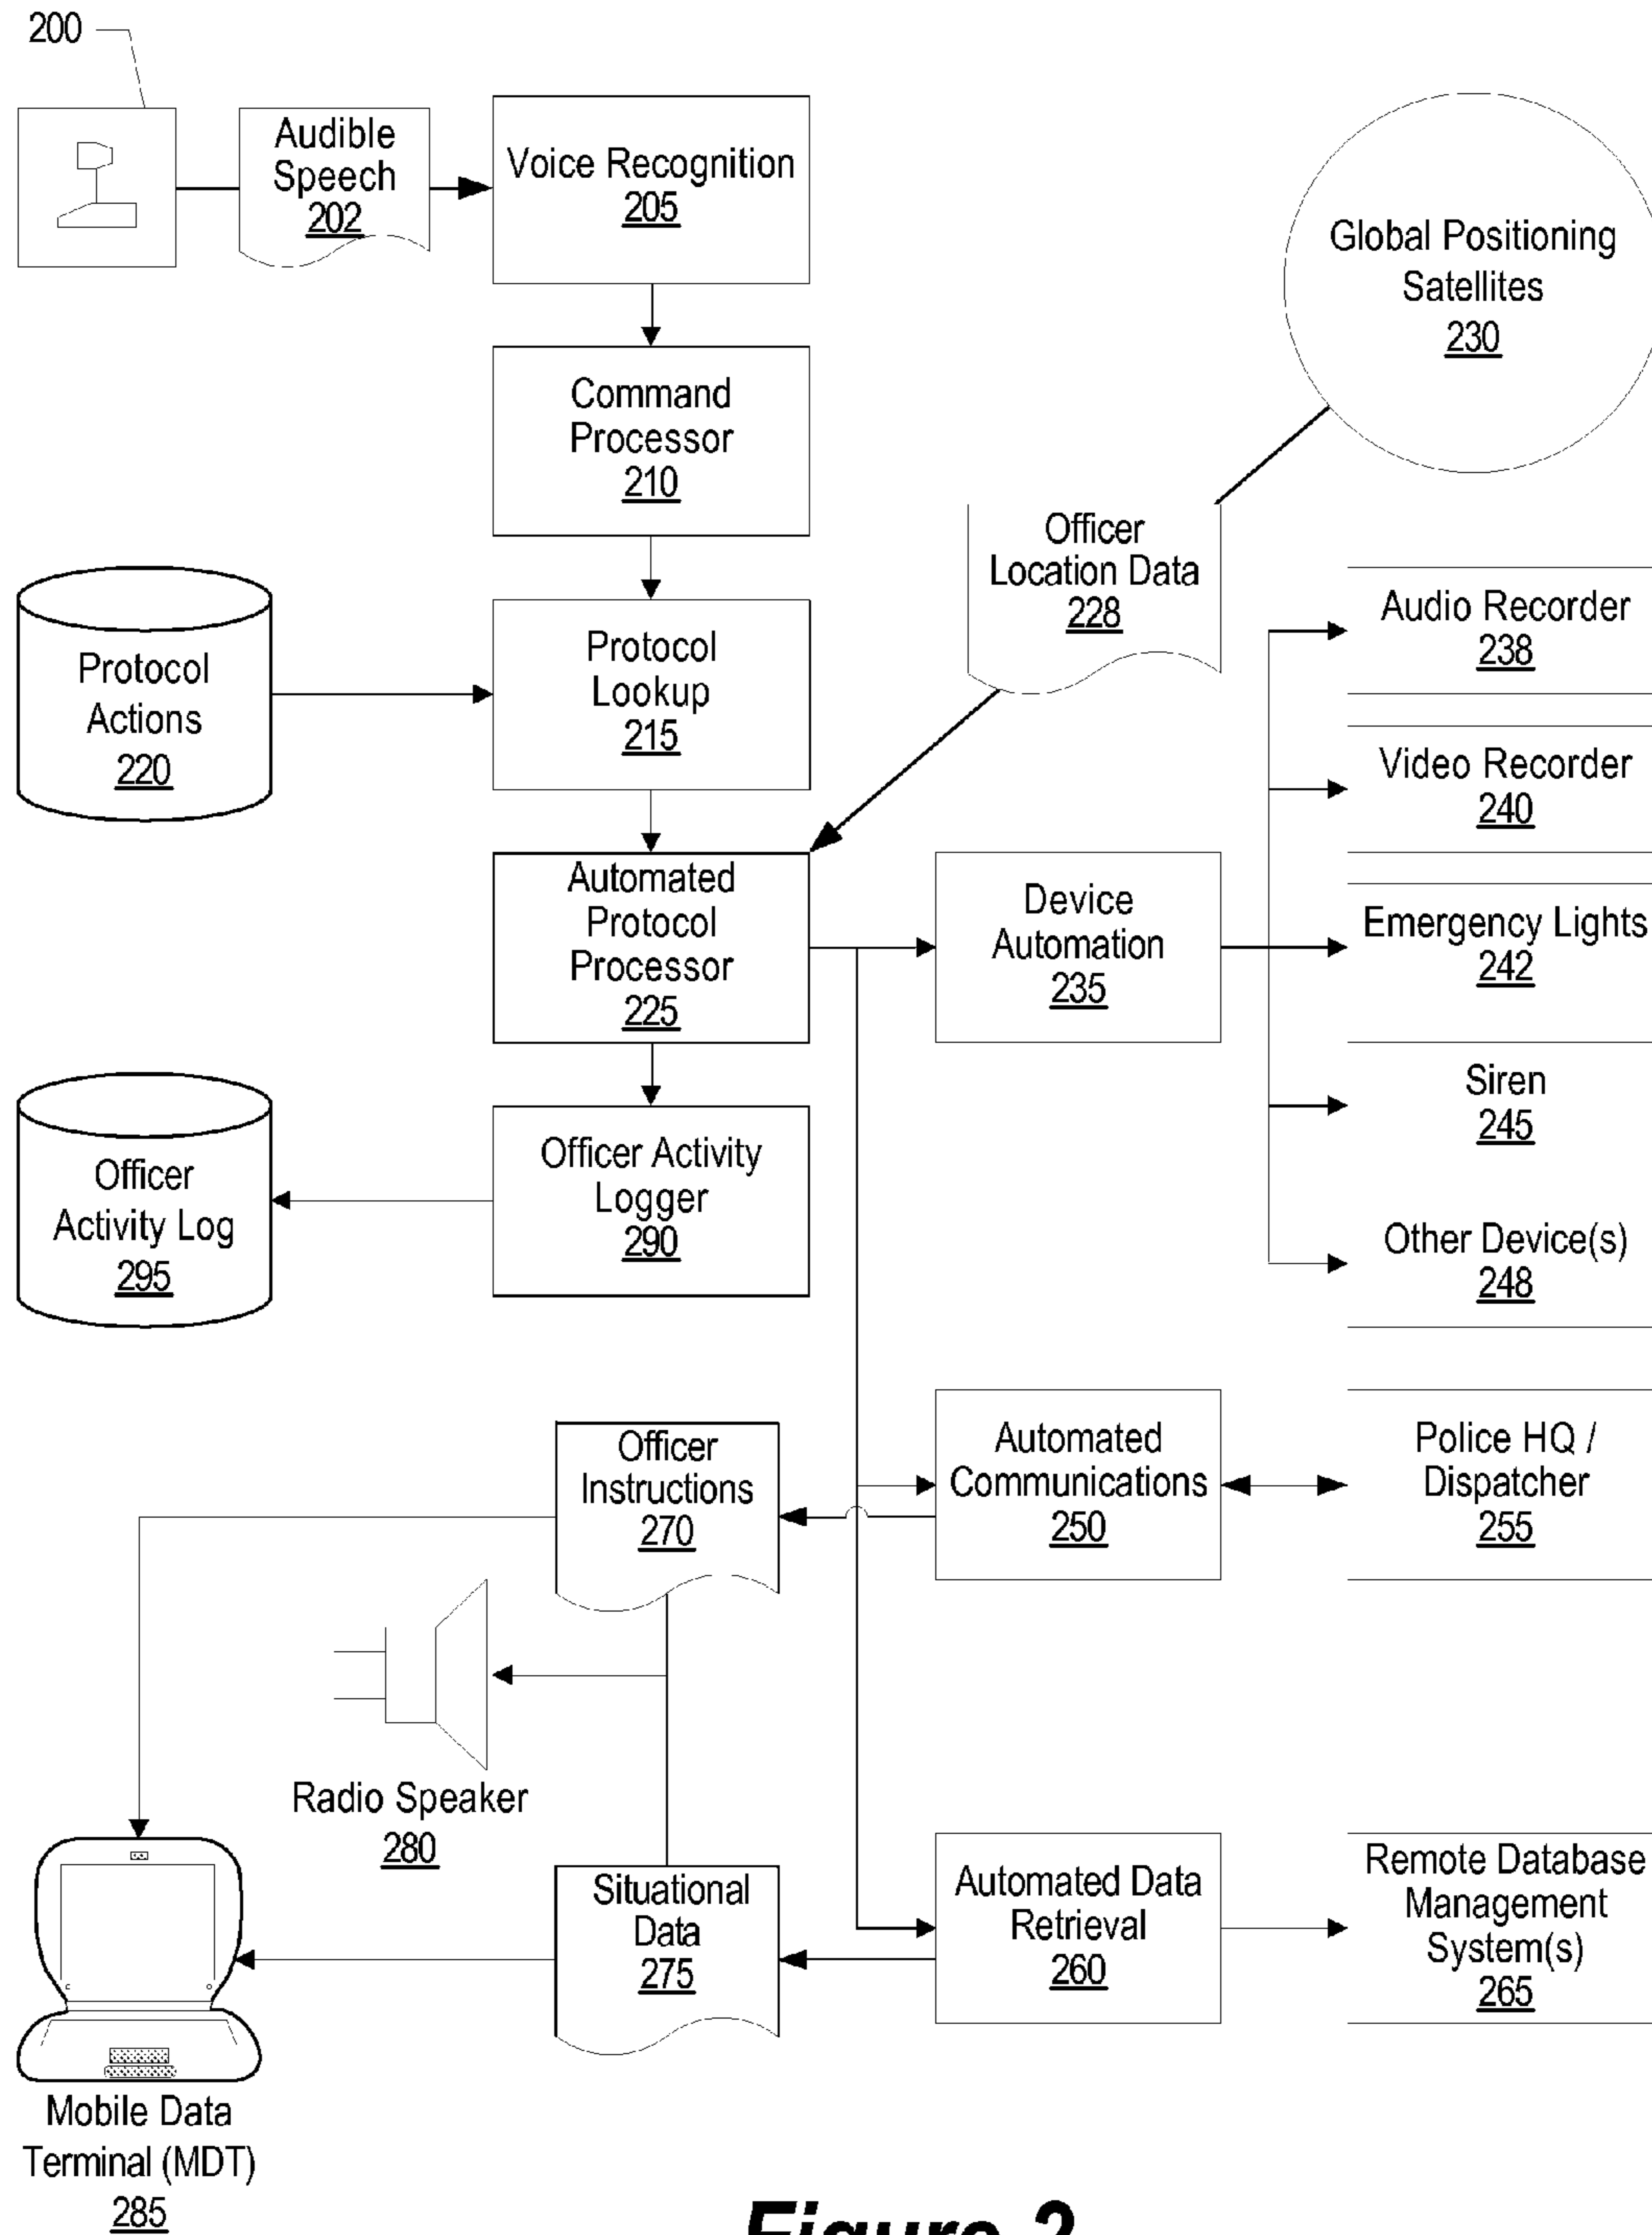 200
Audible
Speech
202
Voice Recognition
205
Global Positioning
Satellites
230
Command
Processor
210
Officer
Location Data
228
Protocol
Actions
220
Protocol
Lookup
215
Audio Recorder
238
Video Recorder
240
Automated
Protocol
Processor
225
Device
Automation
235
Emergency Lights
242
Siren
245
Officer
Activity Log
295
Officer Activity
Logger
290
Other Device(s)
248
Officer
Instructions
270
Automated
Communications
250
Police HQ /
Dispatcher
255
Radio Speaker
280
Situational
Data
275
Automated Data
Retrieval
260
Remote Database
Management
System(s)
265
Mobile Data
Terminal (MDT)
285
Figure 2